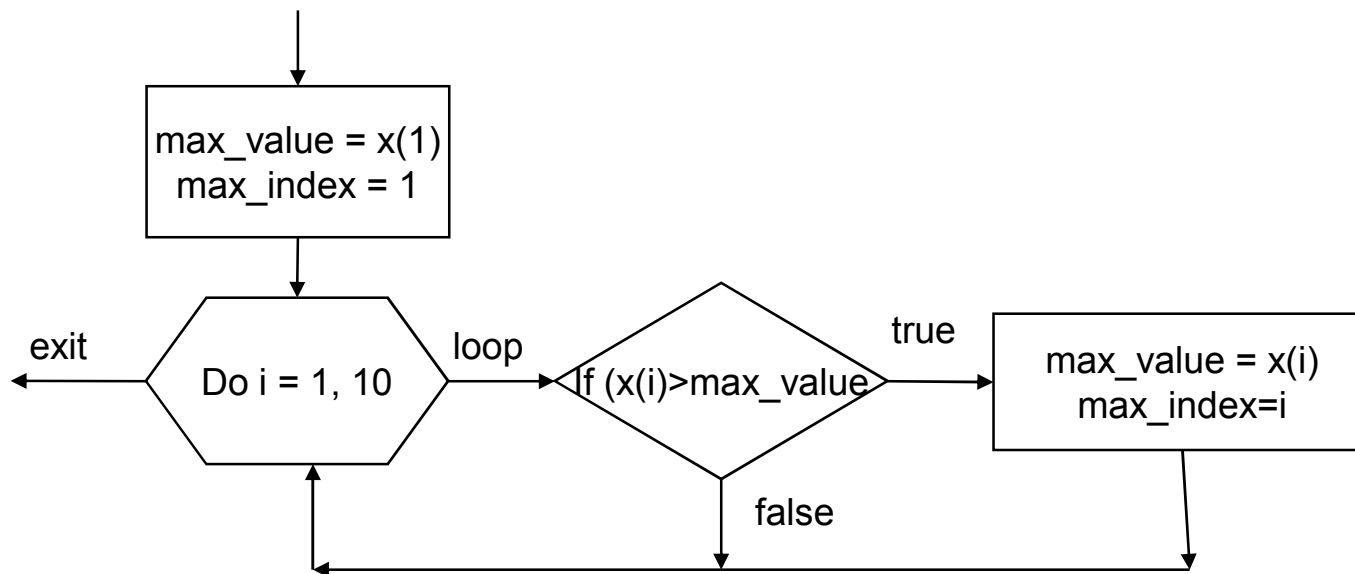 max_value = x(1)
max_index = 1
exit
Do i = 1, 10
loop
If (x(i)>max_value
true
max_value = x(i)
max_index=i
false